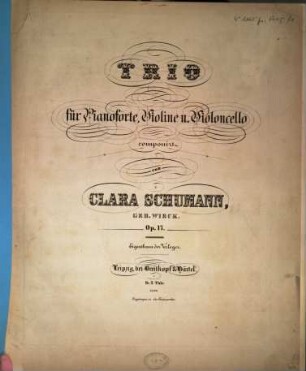 TRIO
für Pianoforte, Violine u. Violoncello
componirt
von
CLARA SCHUMANN,
GEB. WIECK.
Op. 17.
Eigenthum der Verleger.
Leipzig, bei Breitkopf & Härtel.